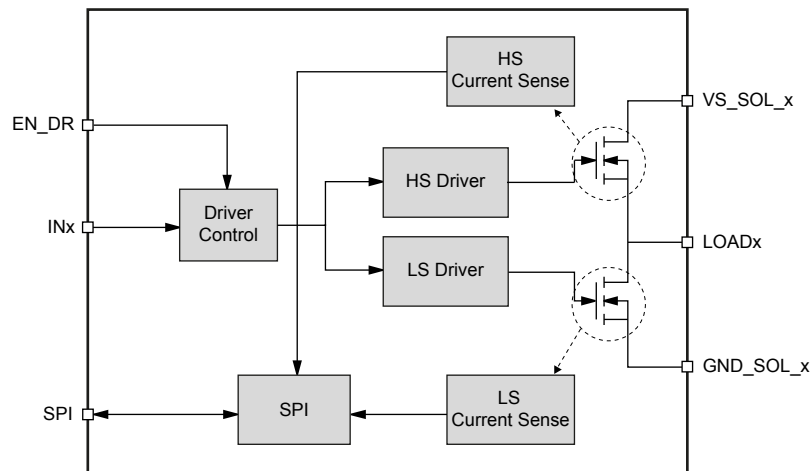 HS
Current Sense
VS_SOL_x
EN_DR
HS Driver
Driver
Control
INx
LOADx
LS Driver
GND_SOL_x
SPI
SPI
LS
Current Sense